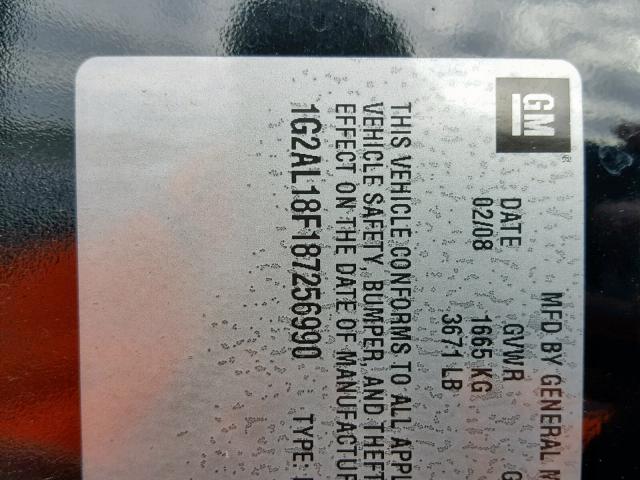 GM
MFD BY GENERAL M
DATE GVWR G
02/08 1665 KG
3671 LB
THIS VEHICLE CONFORMS TO ALL APPL
VEHICLE SAFETY, BUMPER, AND THEFT
EFFECT ON THE DATE OF MANUFACTUR
1G2AL18F187256990 TYPE: